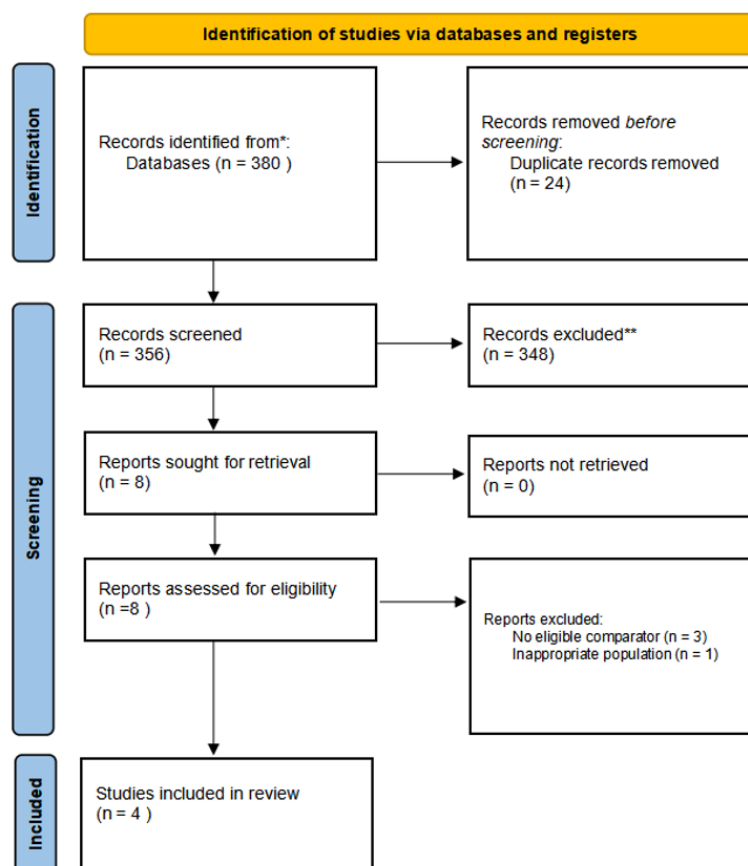 Identification of studies via databases and registers
Identification
Records identified from*:
Databases (n = 380 )
Records removed before
screening:
Duplicate records removed
(n = 24)
Screening
Records screened
(n = 356)
Records excluded**
(n = 348)
Reports sought for retrieval
(n = 8)
Reports not retrieved
(n = 0)
Reports assessed for eligibility
(n =8 )
Reports excluded:
No eligible comparator (n = 3)
Inappropriate population (n = 1)
Included
Studies included in review
(n = 4 )